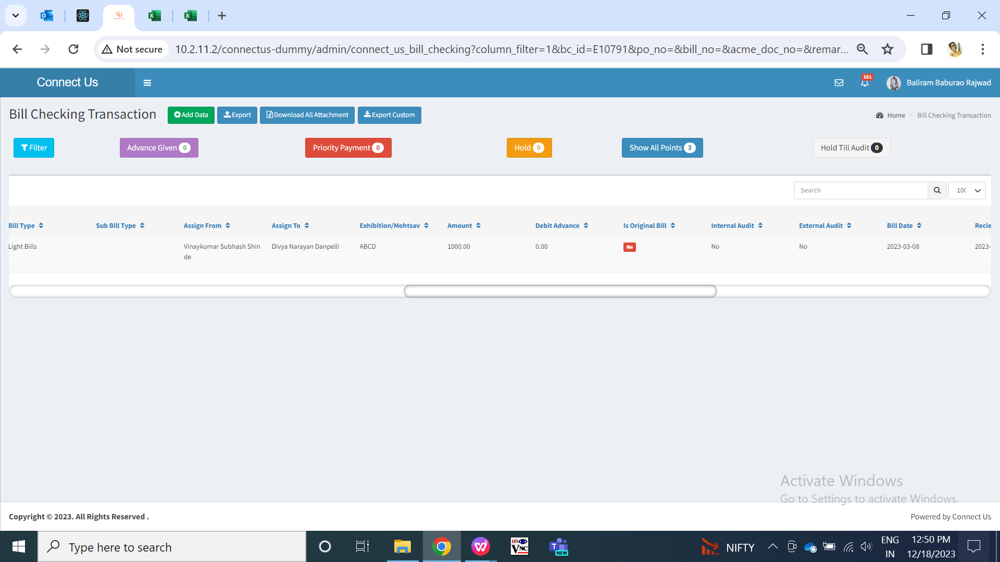 Not secure
10.2.11.2/connectus-dummy/admin/connect_us_bill_checking?column_filter=1&bc_id=E10791&po_no=&bill_no=&acme_doc_no=&remar...
Connect Us
161
Baliram Baburao Rajwad
Bill Checking Transaction
Add Data
Export
Download All Attachment
Export Custom
Home > Bill Checking Transaction
Filter
Advance Given 0
Priority Payment 0
Hold 0
Show All Points 3
Hold Till Audit 0
Search
100
Bill Type Sub Bill Type Assign From Assign To Exhibition/Mohtsav Amount Debit Advance Is Original Bill Internal Audit External Audit Bill Date Recie
Light Bills Vinaykumar Subhash Shin Divya Narayan Danpelli ABCD 1000.00 0.00 No No No 2023-03-08 2023-
de
Activate Windows
Go to Settings to activate Windows.
Copyright © 2023. All Rights Reserved .
Powered by Connect Us
Type here to search
NEW
NIFTY
ENG
IN
12:50 PM
12/18/2023